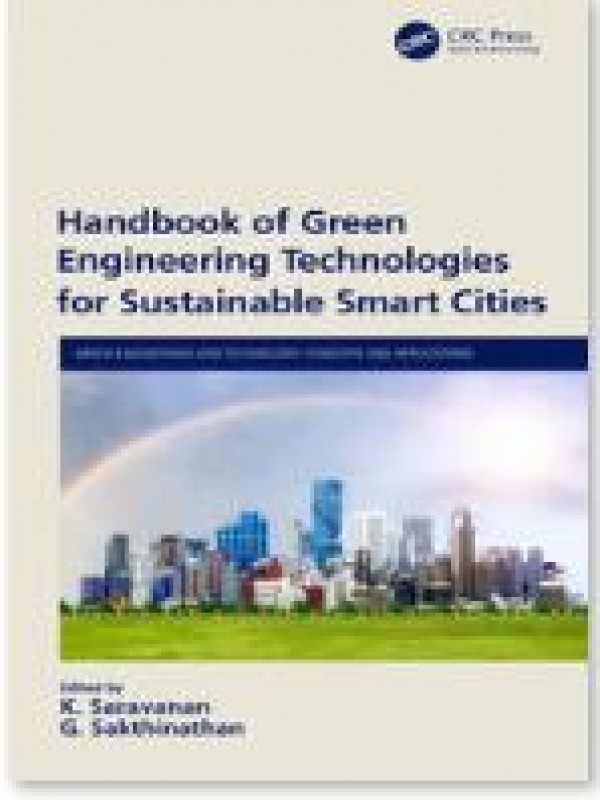 CRC Press
Handbook of Green
Engineering Technologies
for Sustainable Smart Cities
Edited by
K. Saravanan
G. Sakthinathan